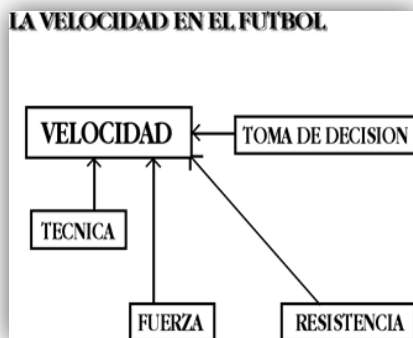 LA VELOCIDAD EN EL FUTBOL
VELOCIDAD
TOMA DE DECISION
TECNICA
FUERZA
RESISTENCIA